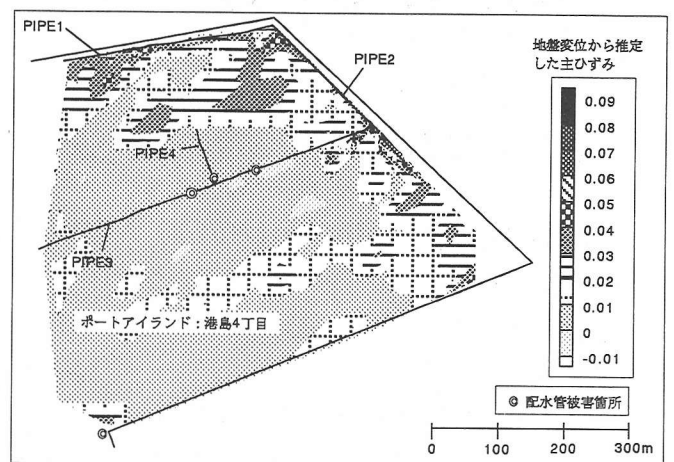 PIPE1
PIPE2
PIPE4
PIPE3
ポートアイランド:港島4丁目
地盤変位から推定
した主ひずみ
0.09
0.08
0.07
0.06
0.05
0.04
0.03
0.02
0.01
0
-0.01
◎ 配水管被害箇所
0 100 200 300m